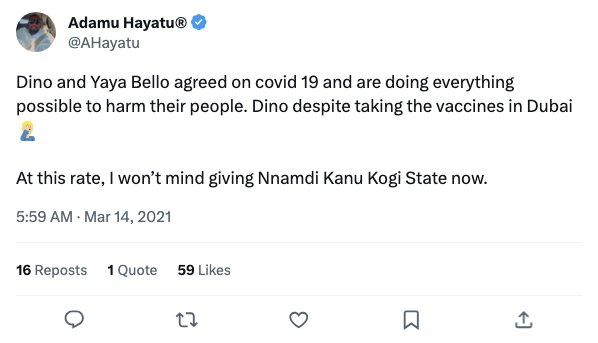 Adamu Hayatu®
@AHayatu
Dino and Yaya Bello agreed on covid 19 and are doing everything
possible to harm their people. Dino despite taking the vaccines in Dubai
🤦🏼‍♂️
At this rate, I won’t mind giving Nnamdi Kanu Kogi State now.
5:59 AM · Mar 14, 2021
16 Reposts 1 Quote 59 Likes